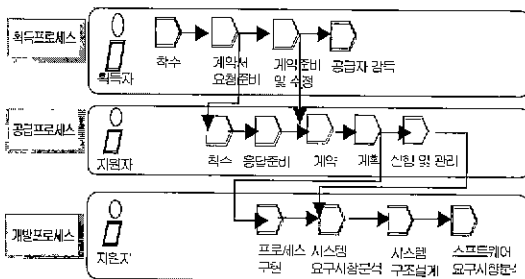 획득프로세스
획득자
착수
계약서
요청준비
계약준비
및 수정
공급자 감독
공급프로세스
지원자
착수
응답준비
계약
계획
실행 및 관리
개발프로세스
지원자
프로세스
구현
시스템
요구사항분석
시스템
구조설계
소프트웨어
요구사항분석